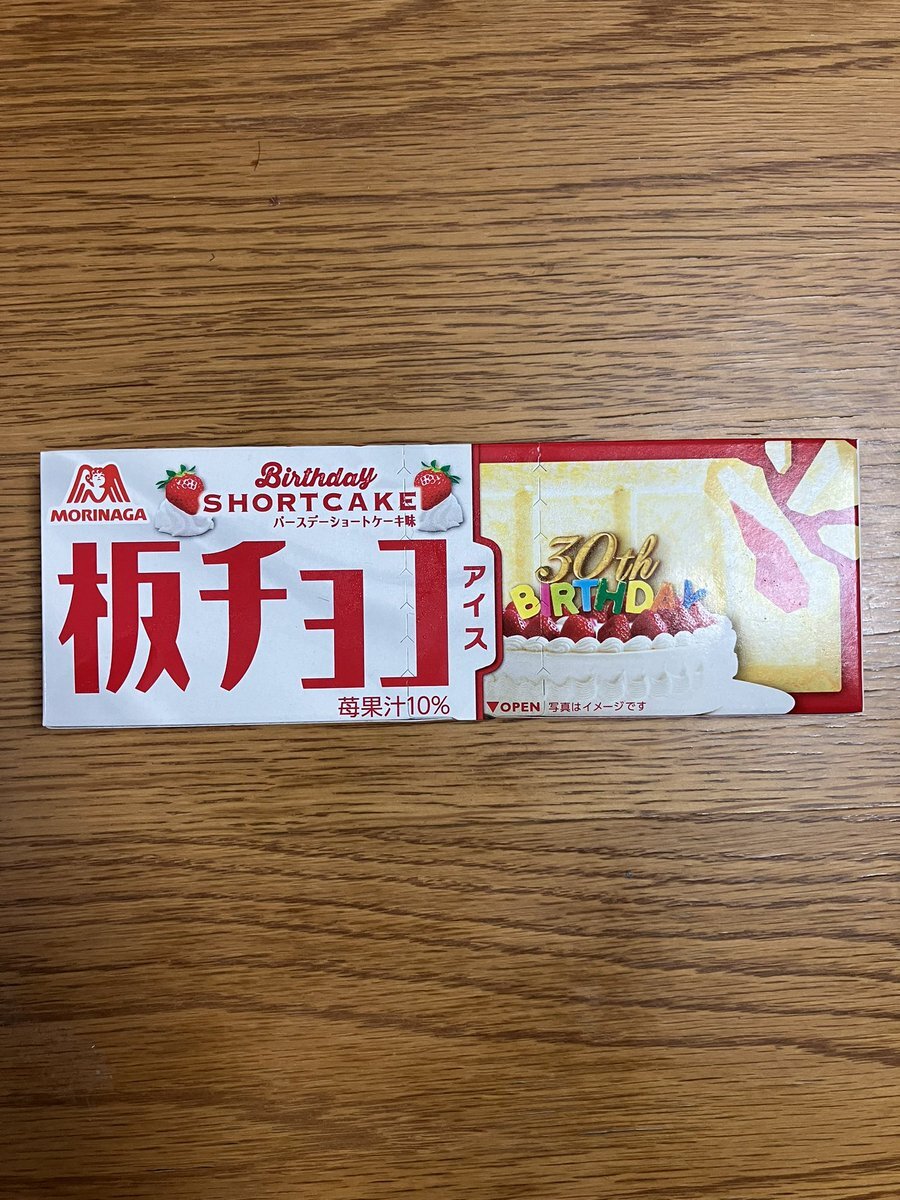 MORINAGA
Birthday
SHORTCAKE
バースデーショートケーキ味
板チョコ
アイス
苺果汁10%
30th
BIRTHDAY
▼OPEN 写真はイメージです